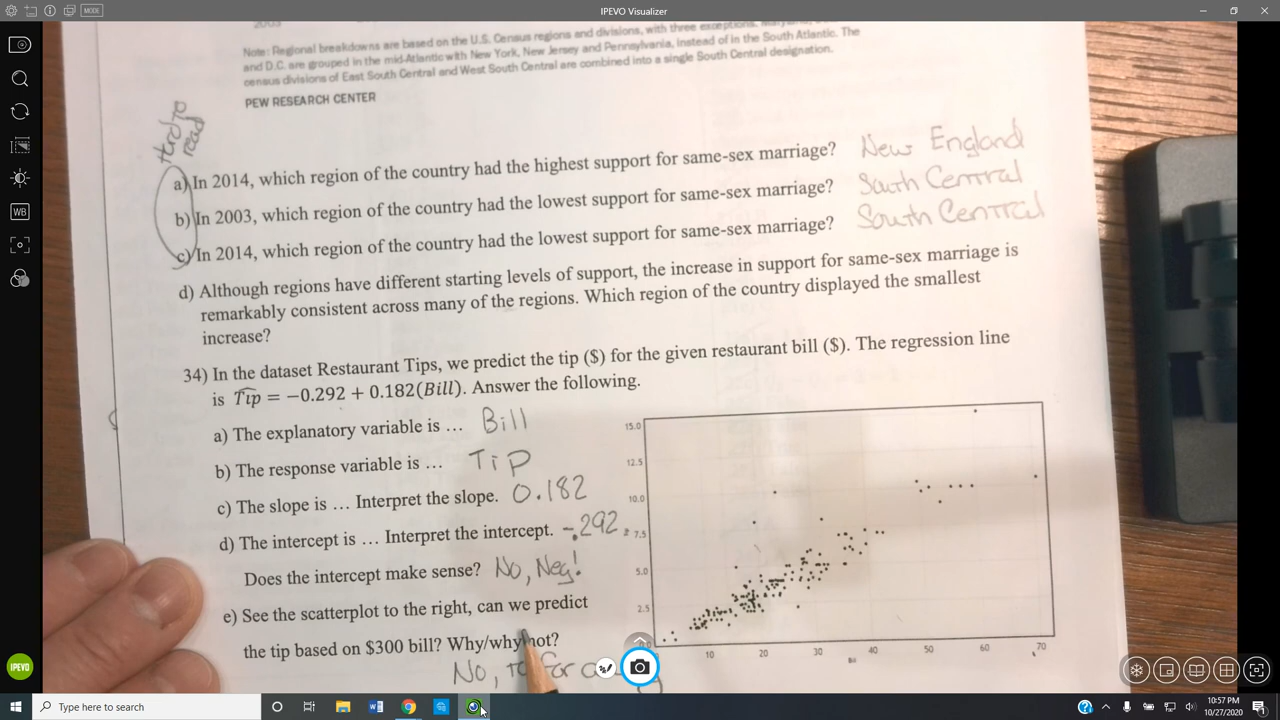 IPEVO Visualizer
MODE
2003
Note: Regional breakdowns are based on the U.S. Census regions and divisions, with three exceptions.
and D.C. are grouped in the mid-Atlantic with New York, New Jersey and Pennsylvania, instead of in the South Atlantic. The
census divisions of East South Central and West South Central are combined into a single South Central designation.
PEW RESEARCH CENTER
Hard to
read
a) In 2014, which region of the country had the highest support for same-sex marriage? New England
b) In 2003, which region of the country had the lowest support for same-sex marriage? South Central
c) In 2014, which region of the country had the lowest support for same-sex marriage? South Central
d) Although regions have different starting levels of support, the increase in support for same-sex marriage is
remarkably consistent across many of the regions. Which region of the country displayed the smallest
increase?
34) In the dataset Restaurant Tips, we predict the tip ($) for the given restaurant bill ($). The regression line
is T̂ip = −0.292 + 0.182(Bill). Answer the following.
a) The explanatory variable is … Bill
b) The response variable is … Tip
c) The slope is … Interpret the slope. 0.182
d) The intercept is … Interpret the intercept. -.292
Does the intercept make sense? No, Neg!
e) See the scatterplot to the right, can we predict
the tip based on $300 bill? Why/why not?
No, to far
15.0
12.5
10.0
7.5
5.0
2.5
0.0
10 20 30 40 50 60 70
Bill
WB
IPEVO
Type here to search
10:57 PM
10/27/2020